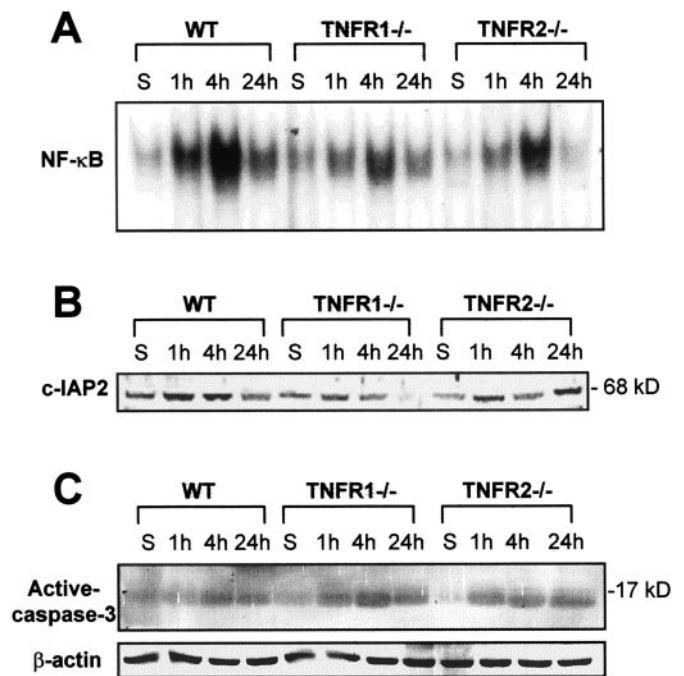 A
WT TNFR1-/- TNFR2-/-
S 1h 4h 24h S 1h 4h 24h S 1h 4h 24h
NF-κB
B
WT TNFR1-/- TNFR2-/-
S 1h 4h 24h S 1h 4h 24h S 1h 4h 24h
c-IAP2 - 68 kD
C
WT TNFR1-/- TNFR2-/-
S 1h 4h 24h S 1h 4h 24h S 1h 4h 24h
Active-
caspase-3 -17 kD
β-actin